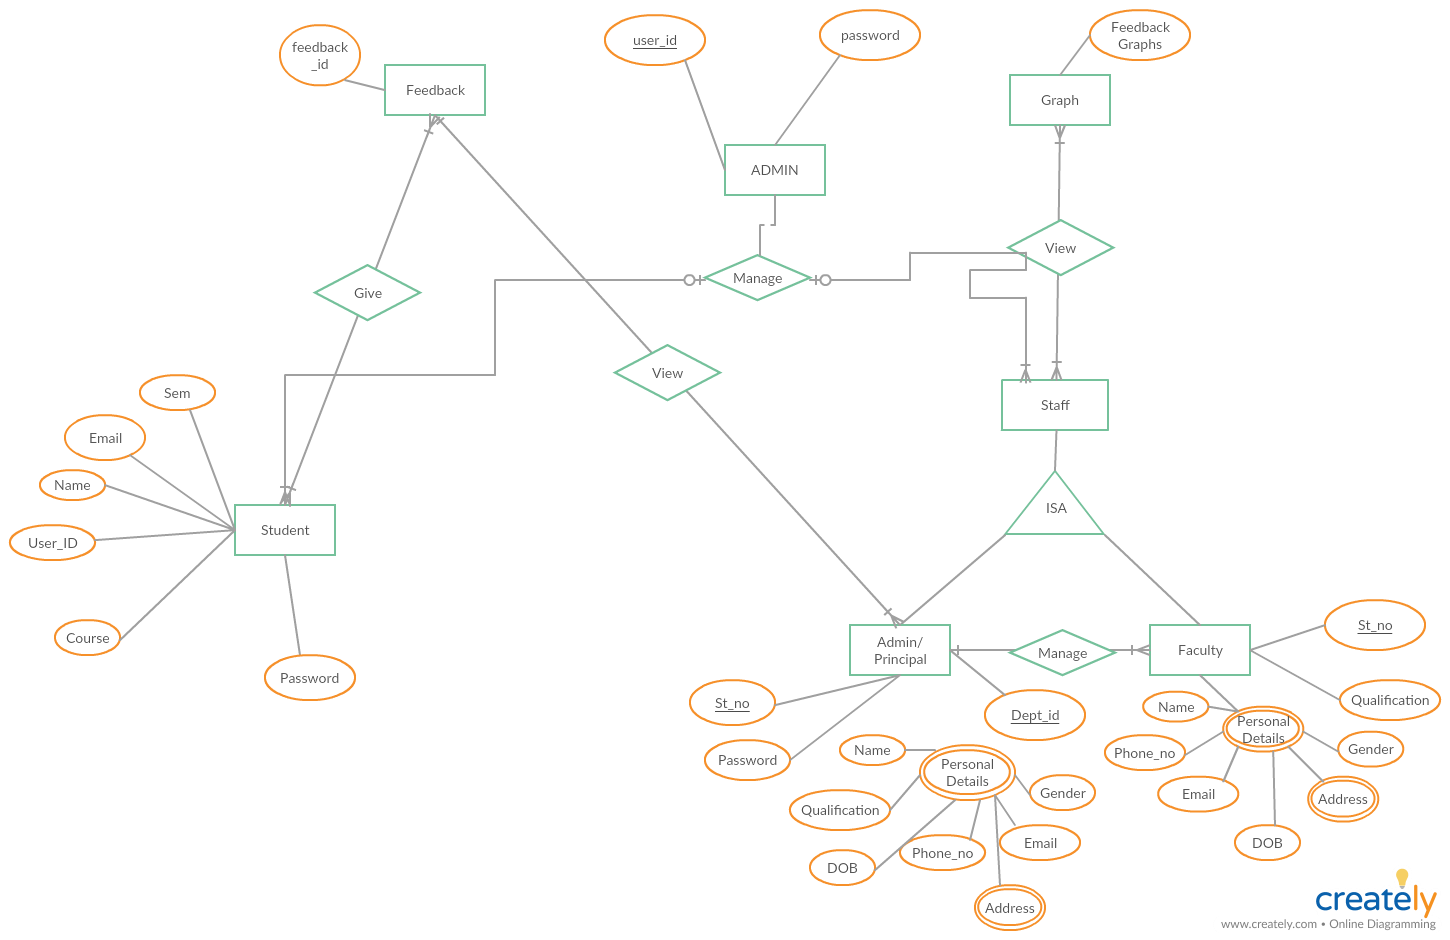 feedback
_id
Feedback
user_id
password
Feedback
Graphs
Graph
ADMIN
View
Manage
Give
View
Sem
Staff
Email
Name
ISA
Student
User_ID
Course
Password
Admin/
Principal
Manage
Faculty
St_no
St_no
Dept_id
Qualification
Name
Personal
Details
Phone_no
Gender
Password
Name
Personal
Details
Email
Address
Qualification
Gender
DOB
Phone_no
Email
DOB
Address
creately
www.creately.com • Online Diagramming